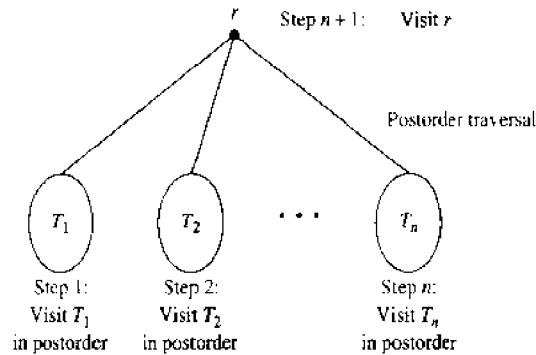 r
Step n + 1: Visit r
Postorder traversal
T1 T2 · · · Tn
Step 1: Step 2: Step n:
Visit T1 Visit T2 Visit Tn
in postorder in postorder in postorder